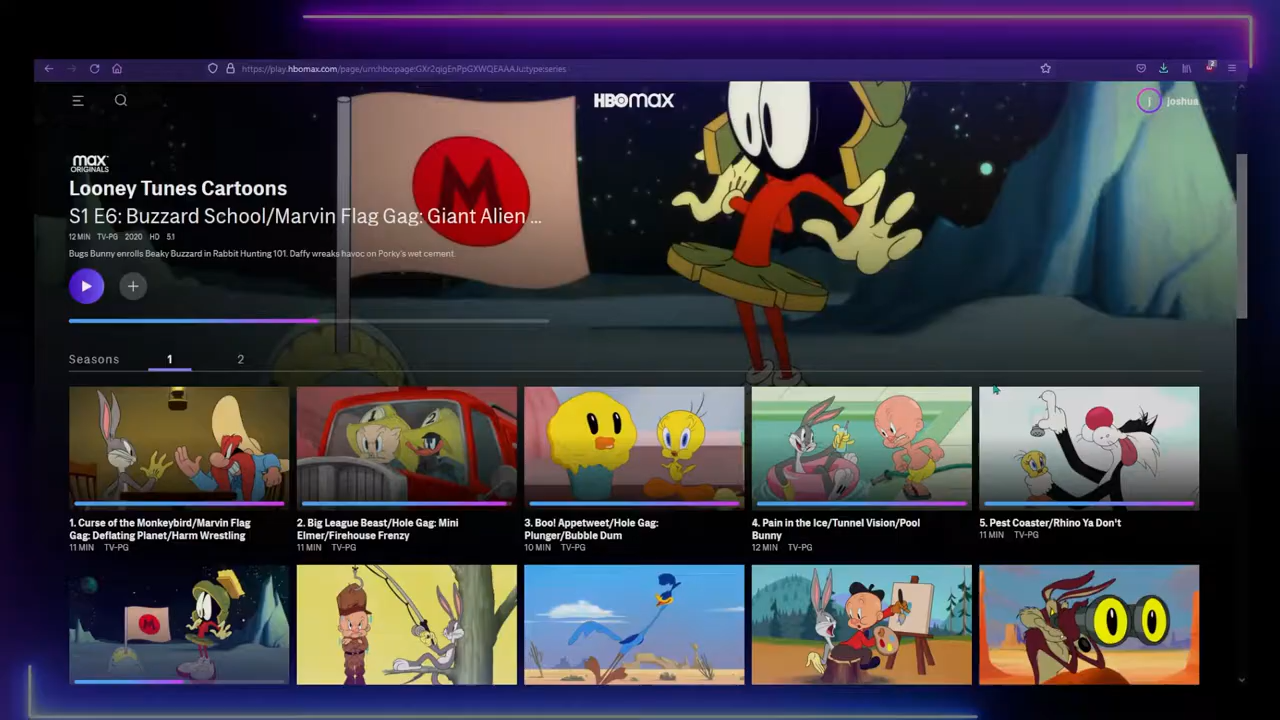 https://play.hbomax.com/page/urn:hbo:page:GXr2qigEnPpGXWQEAAAJu:type:series
2
HBOMAX
j joshua
max
ORIGINALS
Looney Tunes Cartoons
S1 E6: Buzzard School/Marvin Flag Gag: Giant Alien ...
12 MIN TV-PG 2020 HD 5.1
Bugs Bunny enrolls Beaky Buzzard in Rabbit Hunting 101. Daffy wreaks havoc on Porky's wet cement.
M
Seasons 1 2
1. Curse of the Monkeybird/Marvin Flag
Gag: Deflating Planet/Harm Wrestling
11 MIN TV-PG
2. Big League Beast/Hole Gag: Mini
Elmer/Firehouse Frenzy
11 MIN TV-PG
3. Boo! Appetweet/Hole Gag:
Plunger/Bubble Dum
10 MIN TV-PG
4. Pain in the Ice/Tunnel Vision/Pool
Bunny
12 MIN TV-PG
5. Pest Coaster/Rhino Ya Don't
11 MIN TV-PG
M